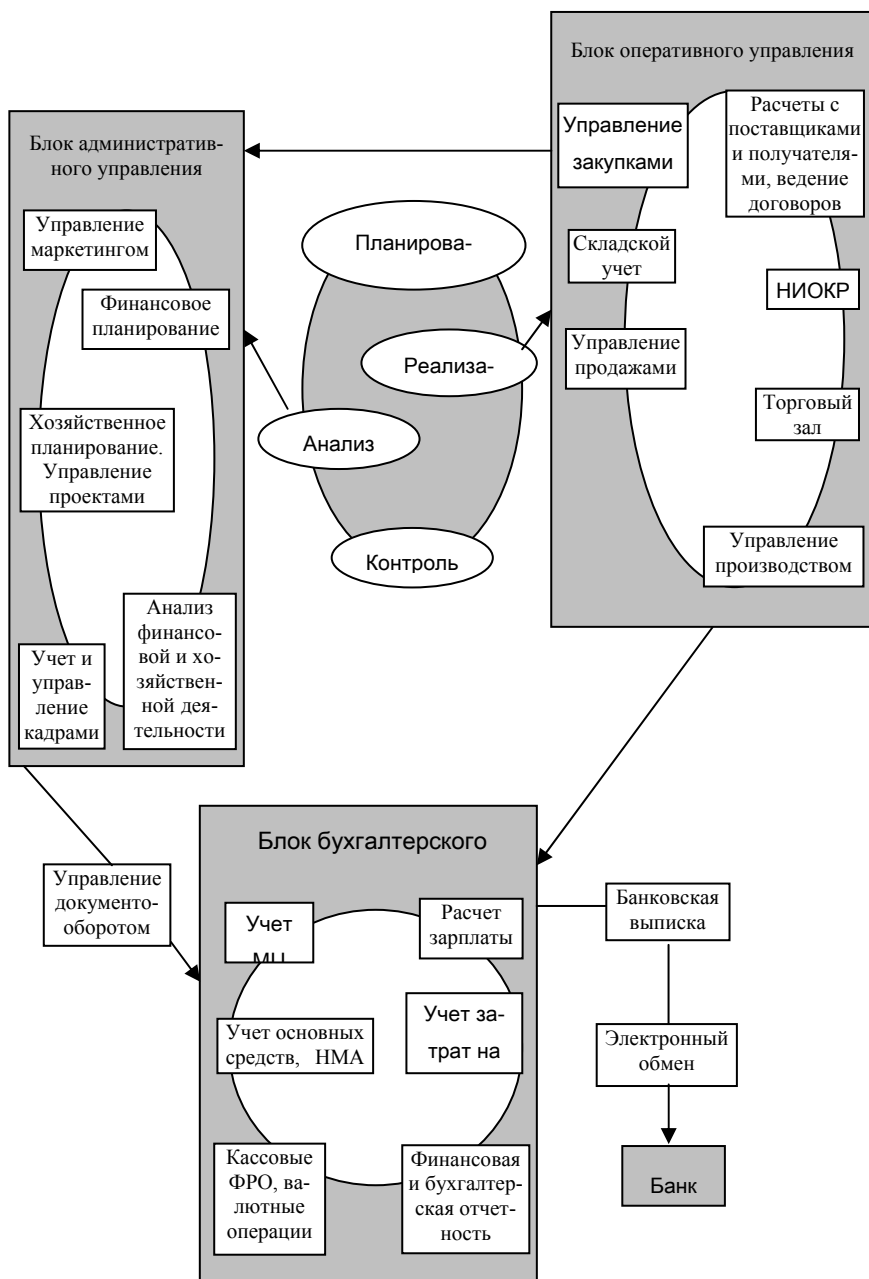 Блок оперативного управления
Управление
закупками
Расчеты с
поставщиками
и получателя-
ми, ведение
договоров
Складской
учет
НИОКР
Управление
продажами
Торговый
зал
Управление
производством
Блок административ-
ного управления
Управление
маркетингом
Финансовое
планирование
Хозяйственное
планирование.
Управление
проектами
Анализ
финансо-
вой и хо-
зяйствен-
ной дея-
тельности
Учет и
управ-
ление
кадрами
Планирова-
Реализа-
Анализ
Контроль
Управление
документо-
оборотом
Блок бухгалтерского
Учет
Расчет
зарплаты
Учет основных
средств, НМА
Учет за-
трат на
Кассовые
ФРО, ва-
лютные
операции
Финансовая
и бухгалтер-
ская отчет-
ность
Банковская
выписка
Электронный
обмен
Банк